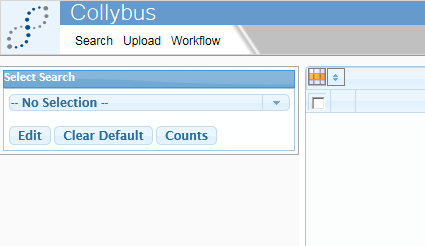 Collybus
Search Upload Workflow
Select Search
-- No Selection --
Edit Clear Default Counts